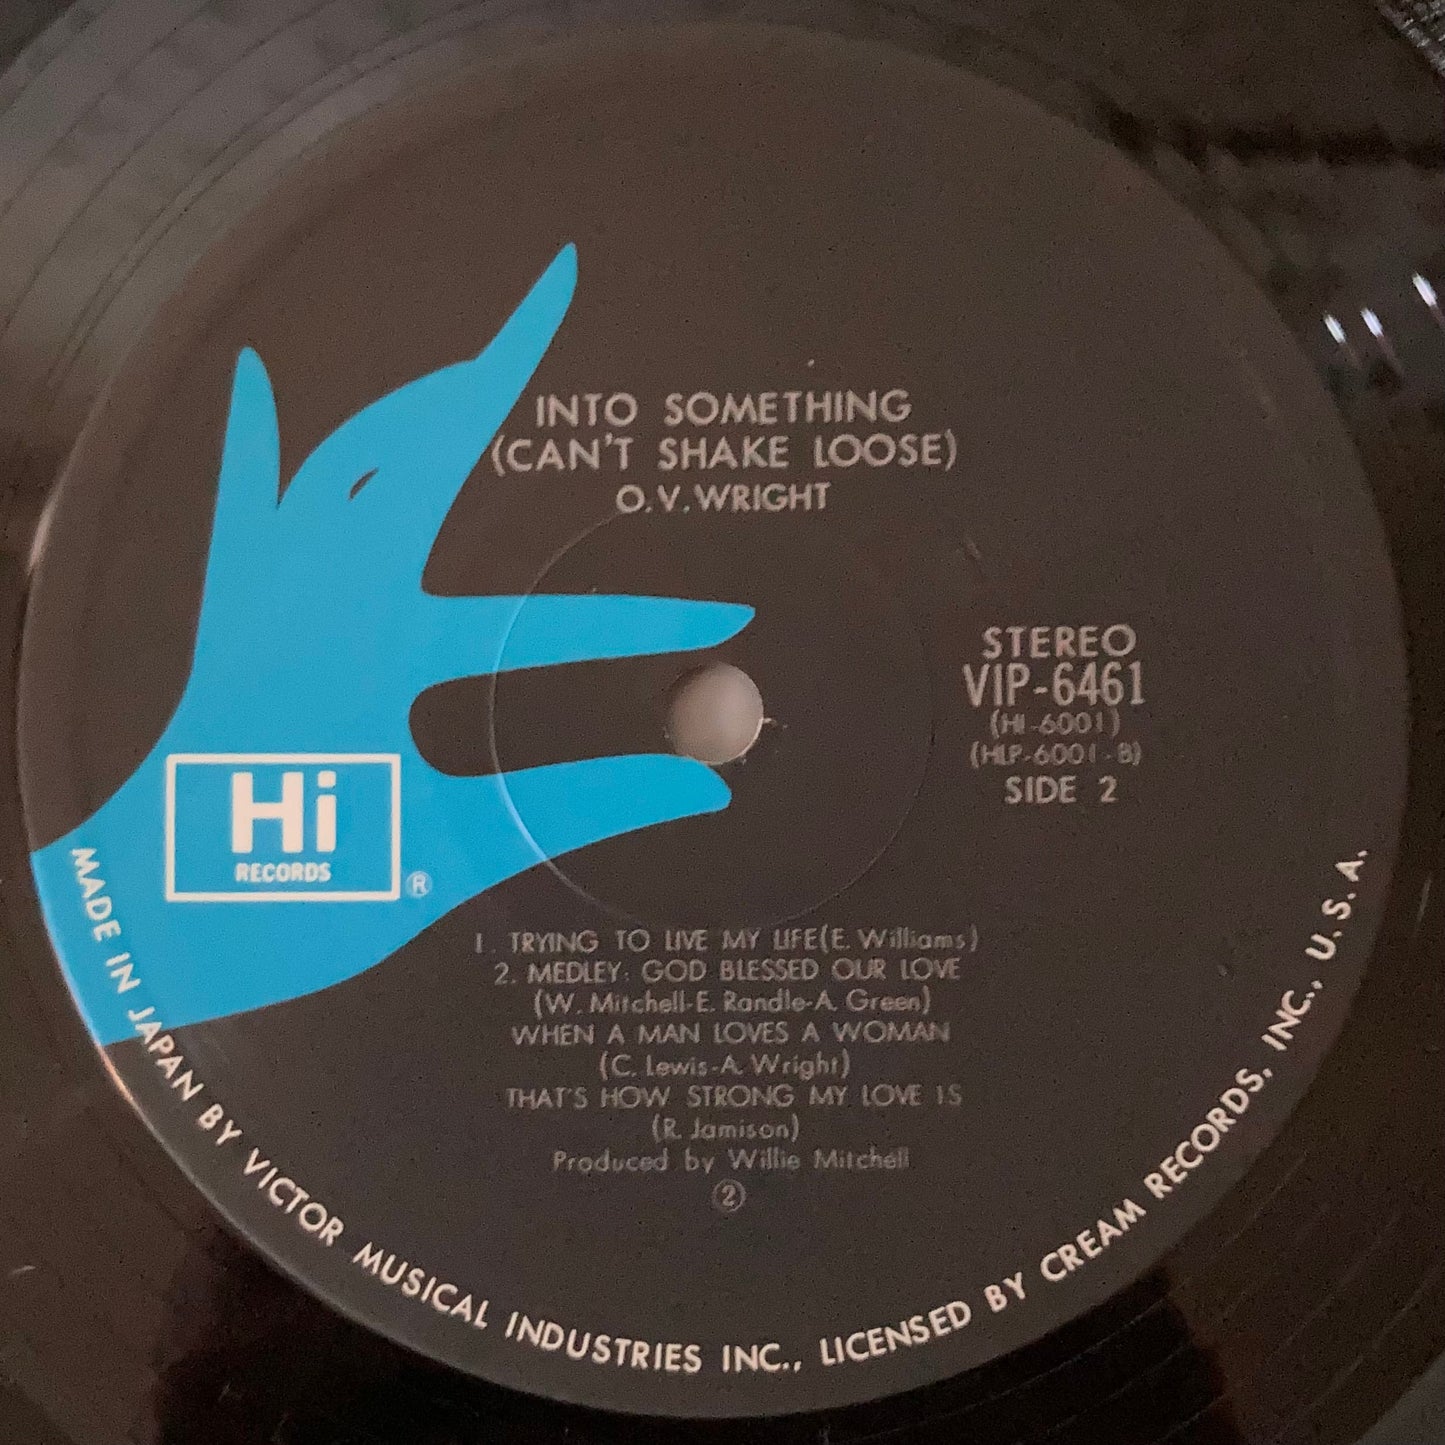 INTO SOMETHING
(CAN'T SHAKE LOOSE)
O.V. WRIGHT
STEREO
VIP-6461
(HI-6001)
(HLP-6001-B)
SIDE 2
Hi
RECORDS
®
1. TRYING TO LIVE MY LIFE(E. Williams)
2. MEDLEY: GOD BLESSED OUR LOVE
(W. Mitchell-E. Randle-A. Green)
WHEN A MAN LOVES A WOMAN
(C. Lewis-A. Wright)
THAT'S HOW STRONG MY LOVE IS
(R. Jamison)
Produced by Willie Mitchell
②
MADE IN JAPAN BY VICTOR MUSICAL INDUSTRIES INC., LICENSED BY CREAM RECORDS, INC., U.S.A.